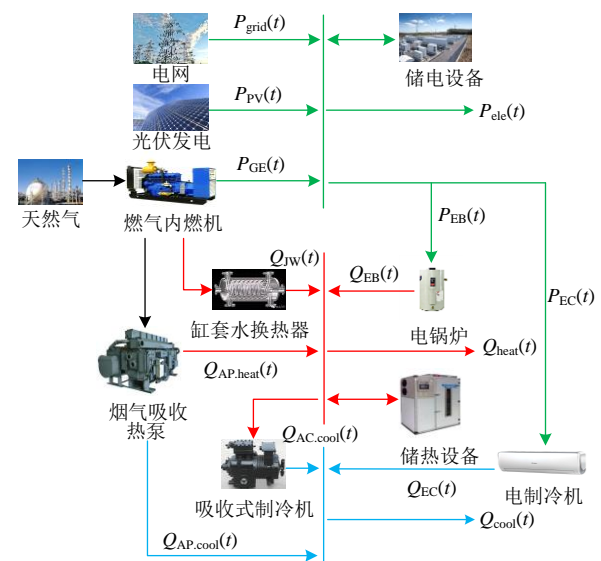 P_grid(t)
电网
储电设备
P_PV(t)
P_ele(t)
光伏发电
P_GE(t)
天然气
燃气内燃机
P_EB(t)
Q_JW(t)
Q_EB(t)
P_EC(t)
缸套水换热器
电锅炉
Q_heat(t)
Q_AP.heat(t)
烟气吸收
热泵
Q_AC.cool(t)
储热设备
吸收式制冷机
Q_EC(t)
电制冷机
Q_cool(t)
Q_AP.cool(t)